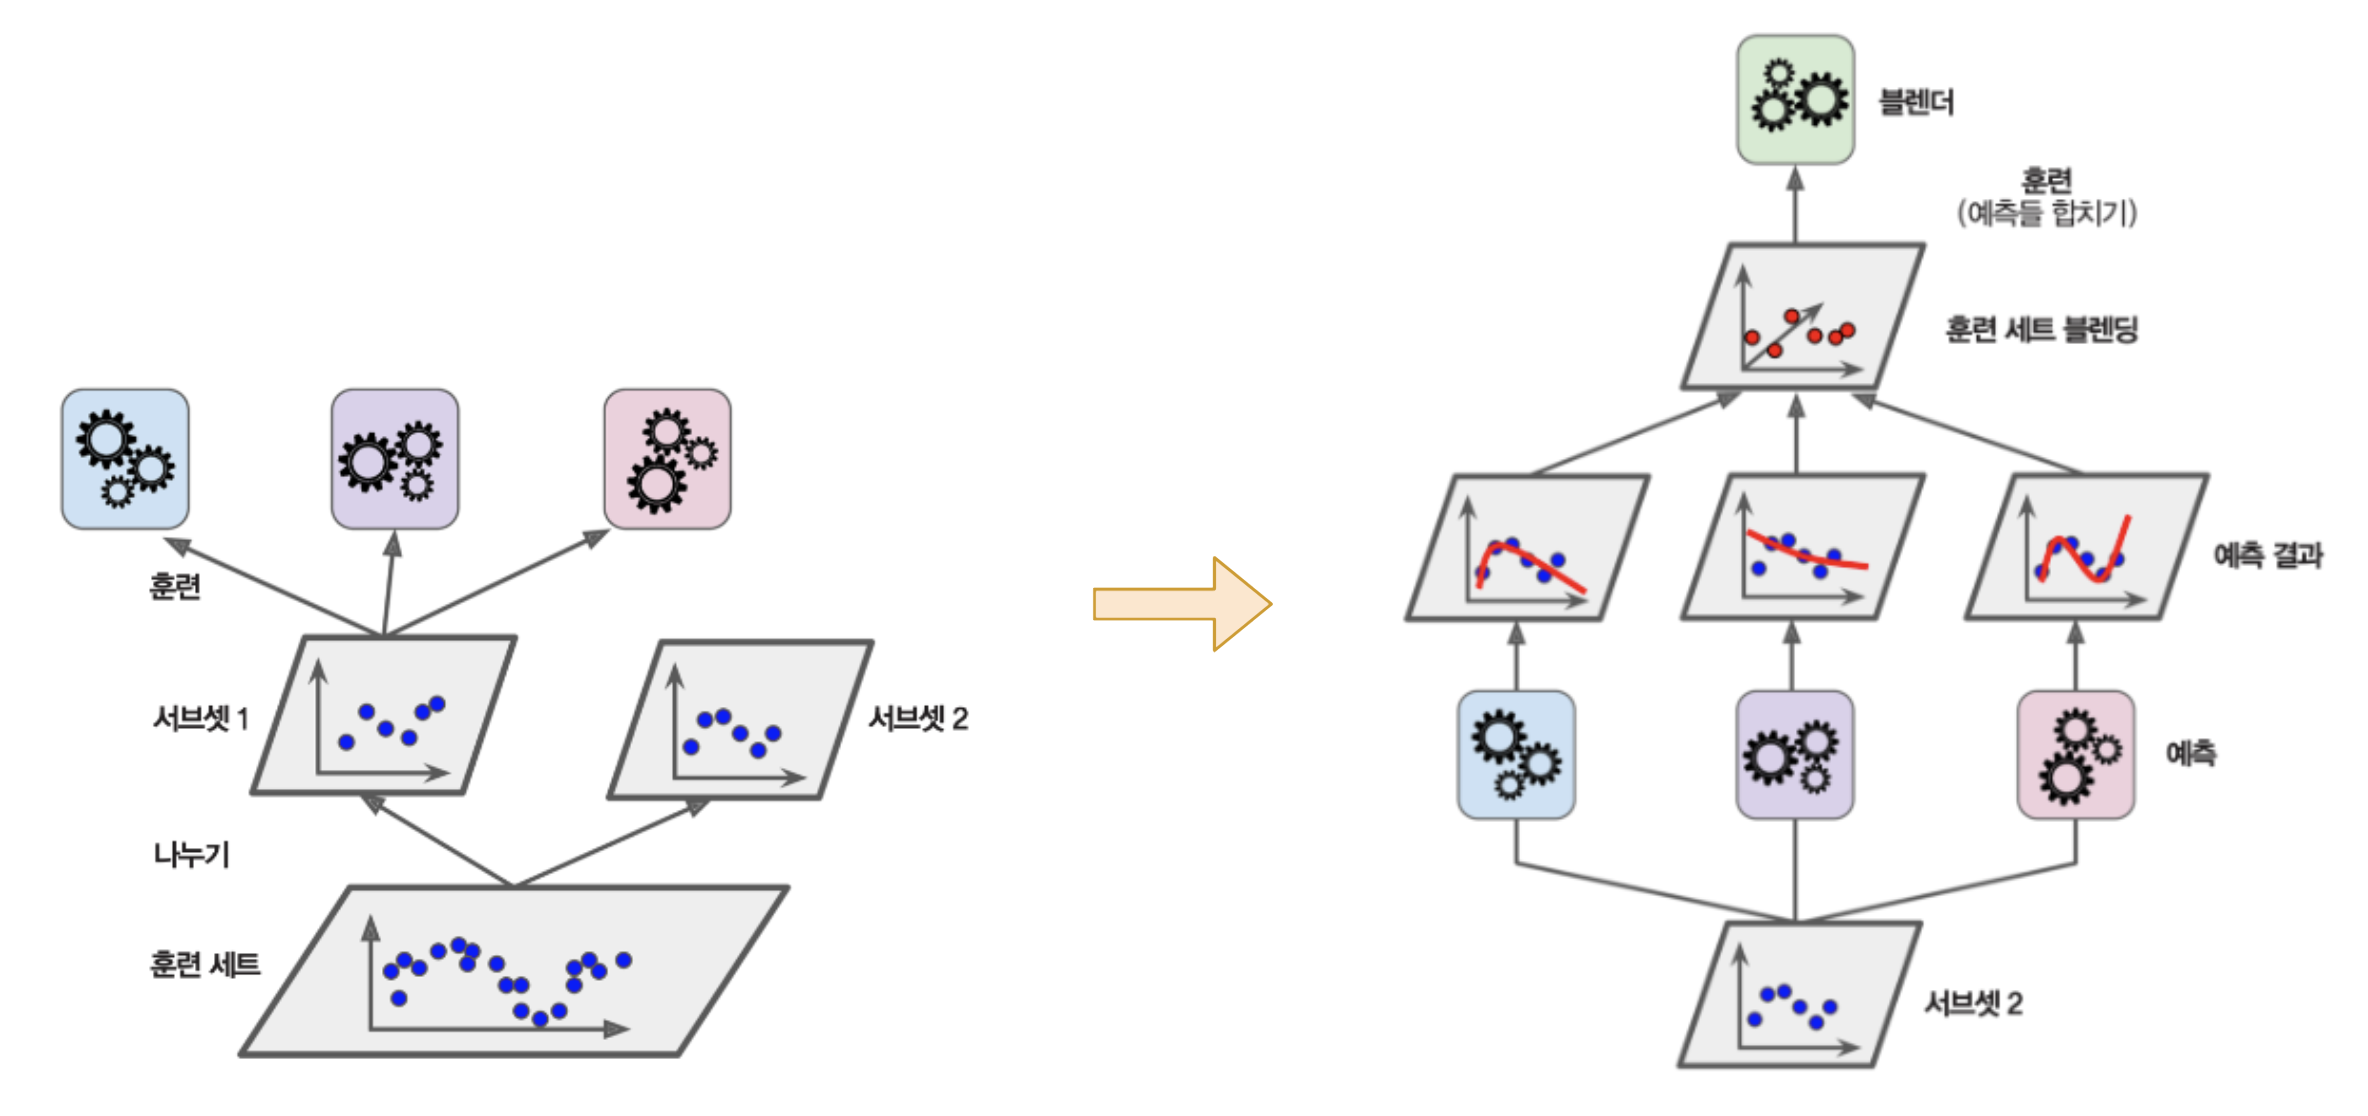 훈련
서브셋 1
서브셋 2
나누기
훈련 세트
블렌더
훈련
(예측들 합치기)
훈련 세트 블렌딩
예측 결과
예측
서브셋 2